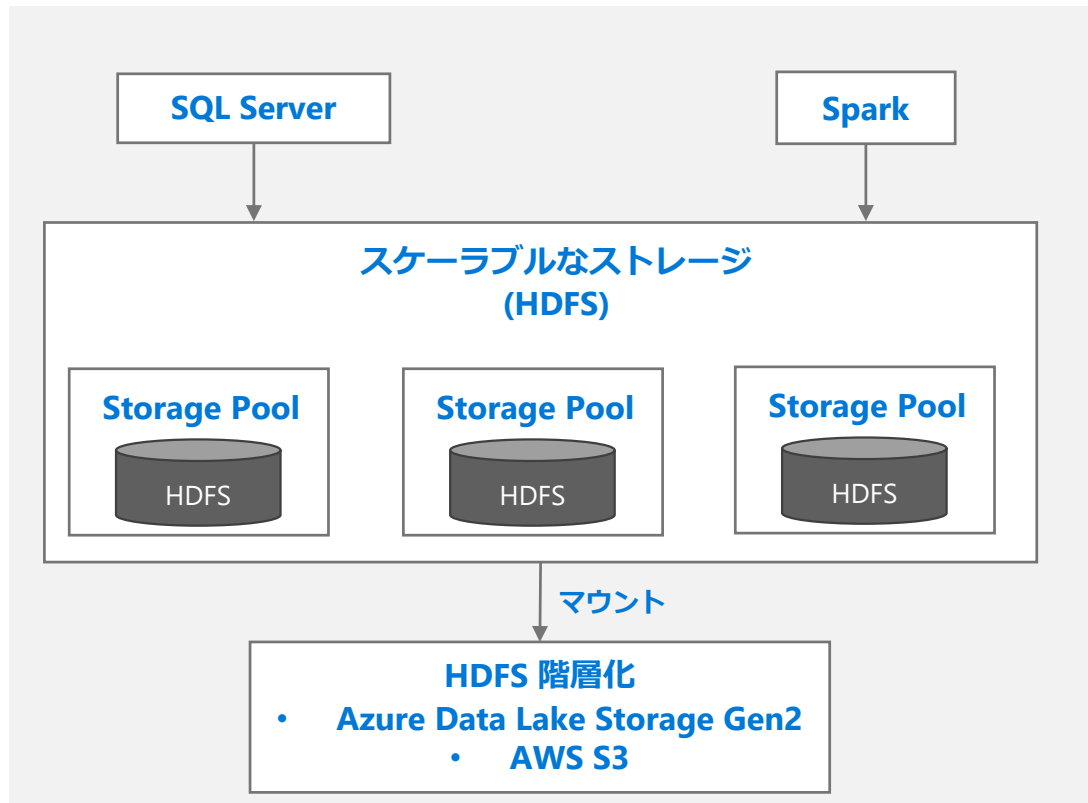 SQL Server
Spark
スケーラブルなストレージ
(HDFS)
Storage Pool
HDFS
Storage Pool
HDFS
Storage Pool
HDFS
マウント
HDFS 階層化
• Azure Data Lake Storage Gen2
• AWS S3